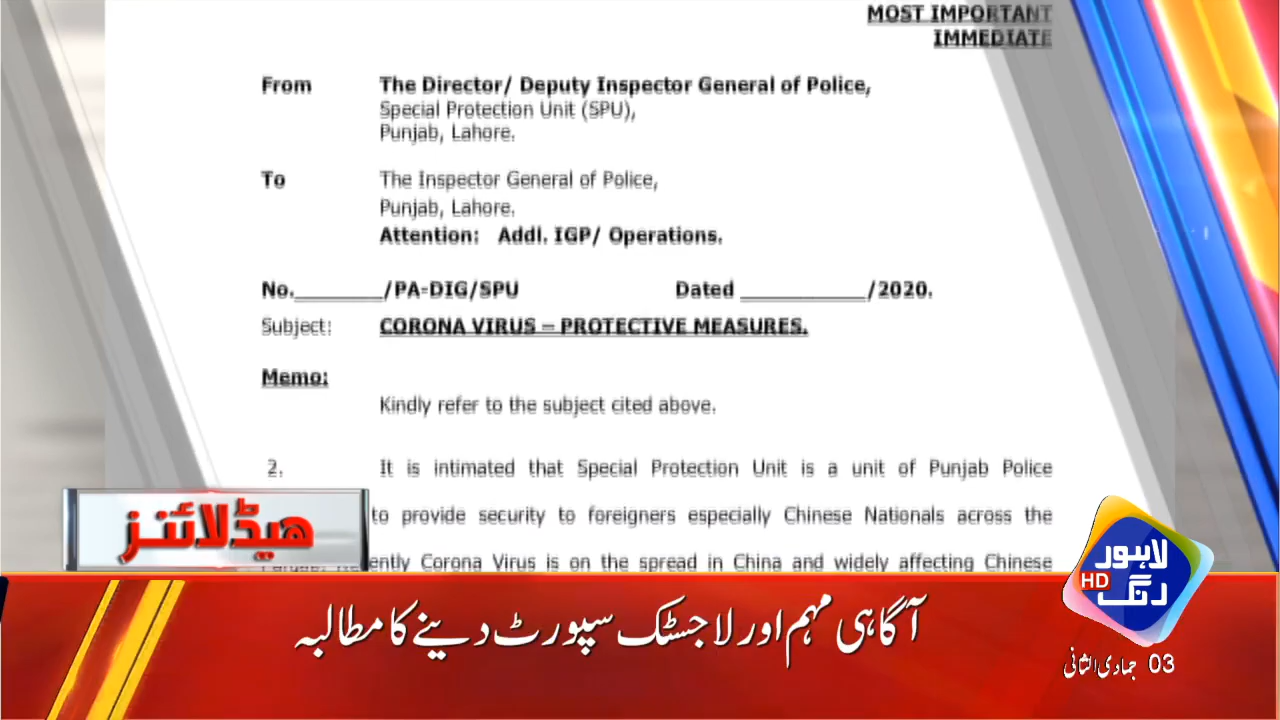 MOST IMPORTANT
IMMEDIATE
From The Director/ Deputy Inspector General of Police,
Special Protection Unit (SPU),
Punjab, Lahore.
To The Inspector General of Police,
Punjab, Lahore.
Attention: Addl. IGP/ Operations.
No.________/PA-DIG/SPU Dated ___________/2020.
Subject: CORONA VIRUS – PROTECTIVE MEASURES.
Memo:
Kindly refer to the subject cited above.
2. It is intimated that Special Protection Unit is a unit of Punjab Police
to provide security to foreigners especially Chinese Nationals across the
ently Corona Virus is on the spread in China and widely affecting Chinese
ہیڈلائنز
آگاہی مہم اور لاجسٹک سپورٹ دینے کا مطالبہ
لاہور
رنگ HD
03 جمادی الثانی